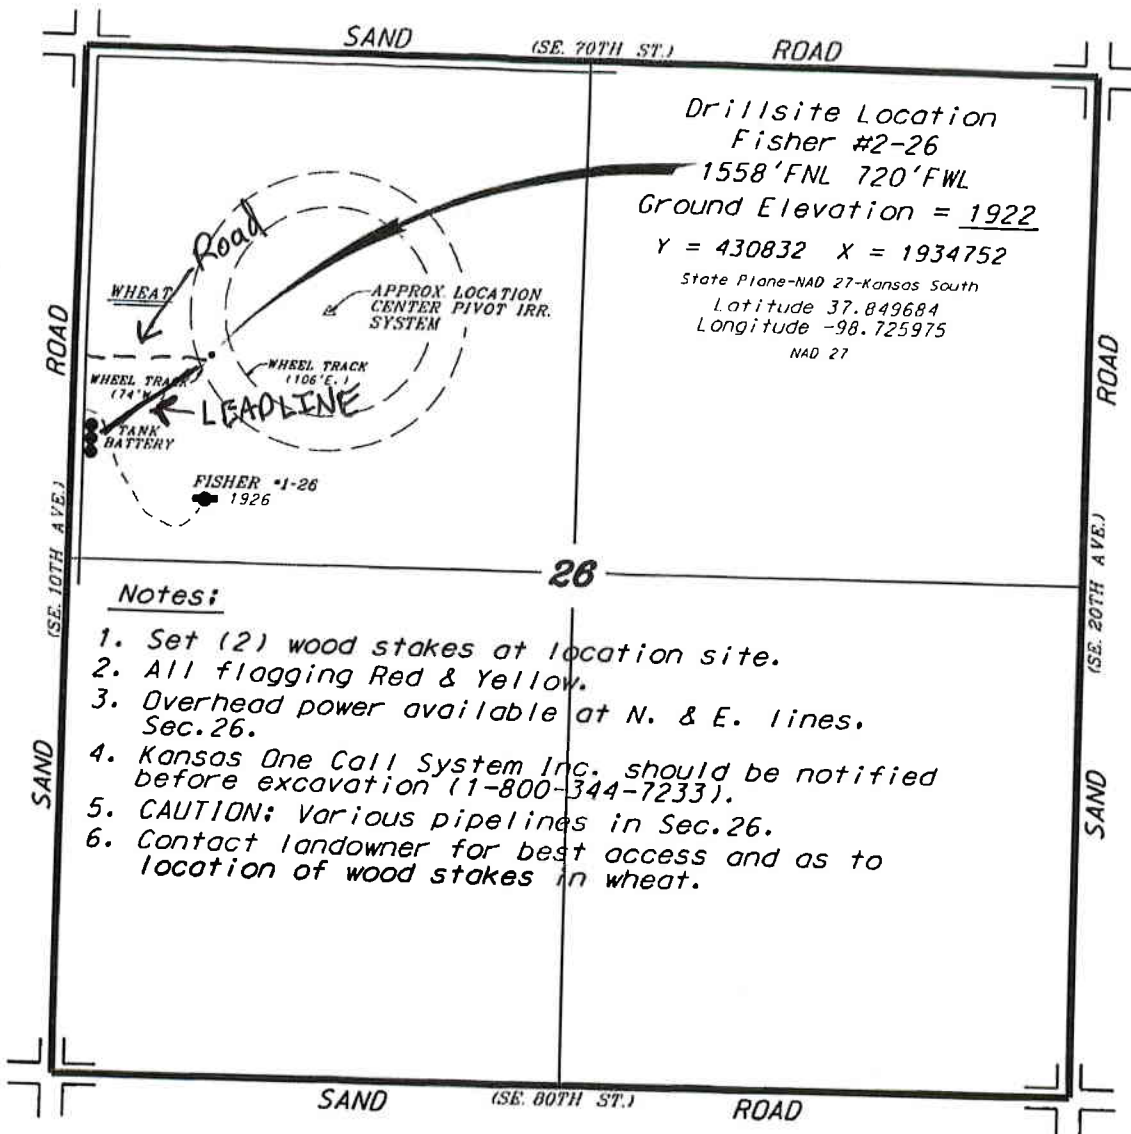 SAND (SE. 70TH ST.) ROAD
Drillsite Location
Fisher #2-26
1558'FNL 720'FWL
Ground Elevation = 1922
Y = 430832 X = 1934752
State Plane-NAD 27-Kansas South
Latitude 37.849684
Longitude -98.725975
NAD 27
Road
WHEAT
APPROX. LOCATION
CENTER PIVOT IRR.
SYSTEM
WHEEL TRACK
(106'E.)
WHEEL TRACK
(74'W.)
LEADLINE
TANK
BATTERY
FISHER #1-26
1926
ROAD
(SE. 10TH AVE.)
SAND
ROAD
(SE. 20TH AVE.)
SAND
26
Notes:
1. Set (2) wood stakes at location site.
2. All flagging Red & Yellow.
3. Overhead power available at N. & E. lines.
Sec.26.
4. Kansas One Call System Inc. should be notified
before excavation (1-800-344-7233).
5. CAUTION: Various pipelines in Sec.26.
6. Contact landowner for best access and as to
location of wood stakes in wheat.
SAND (SE. 80TH ST.) ROAD